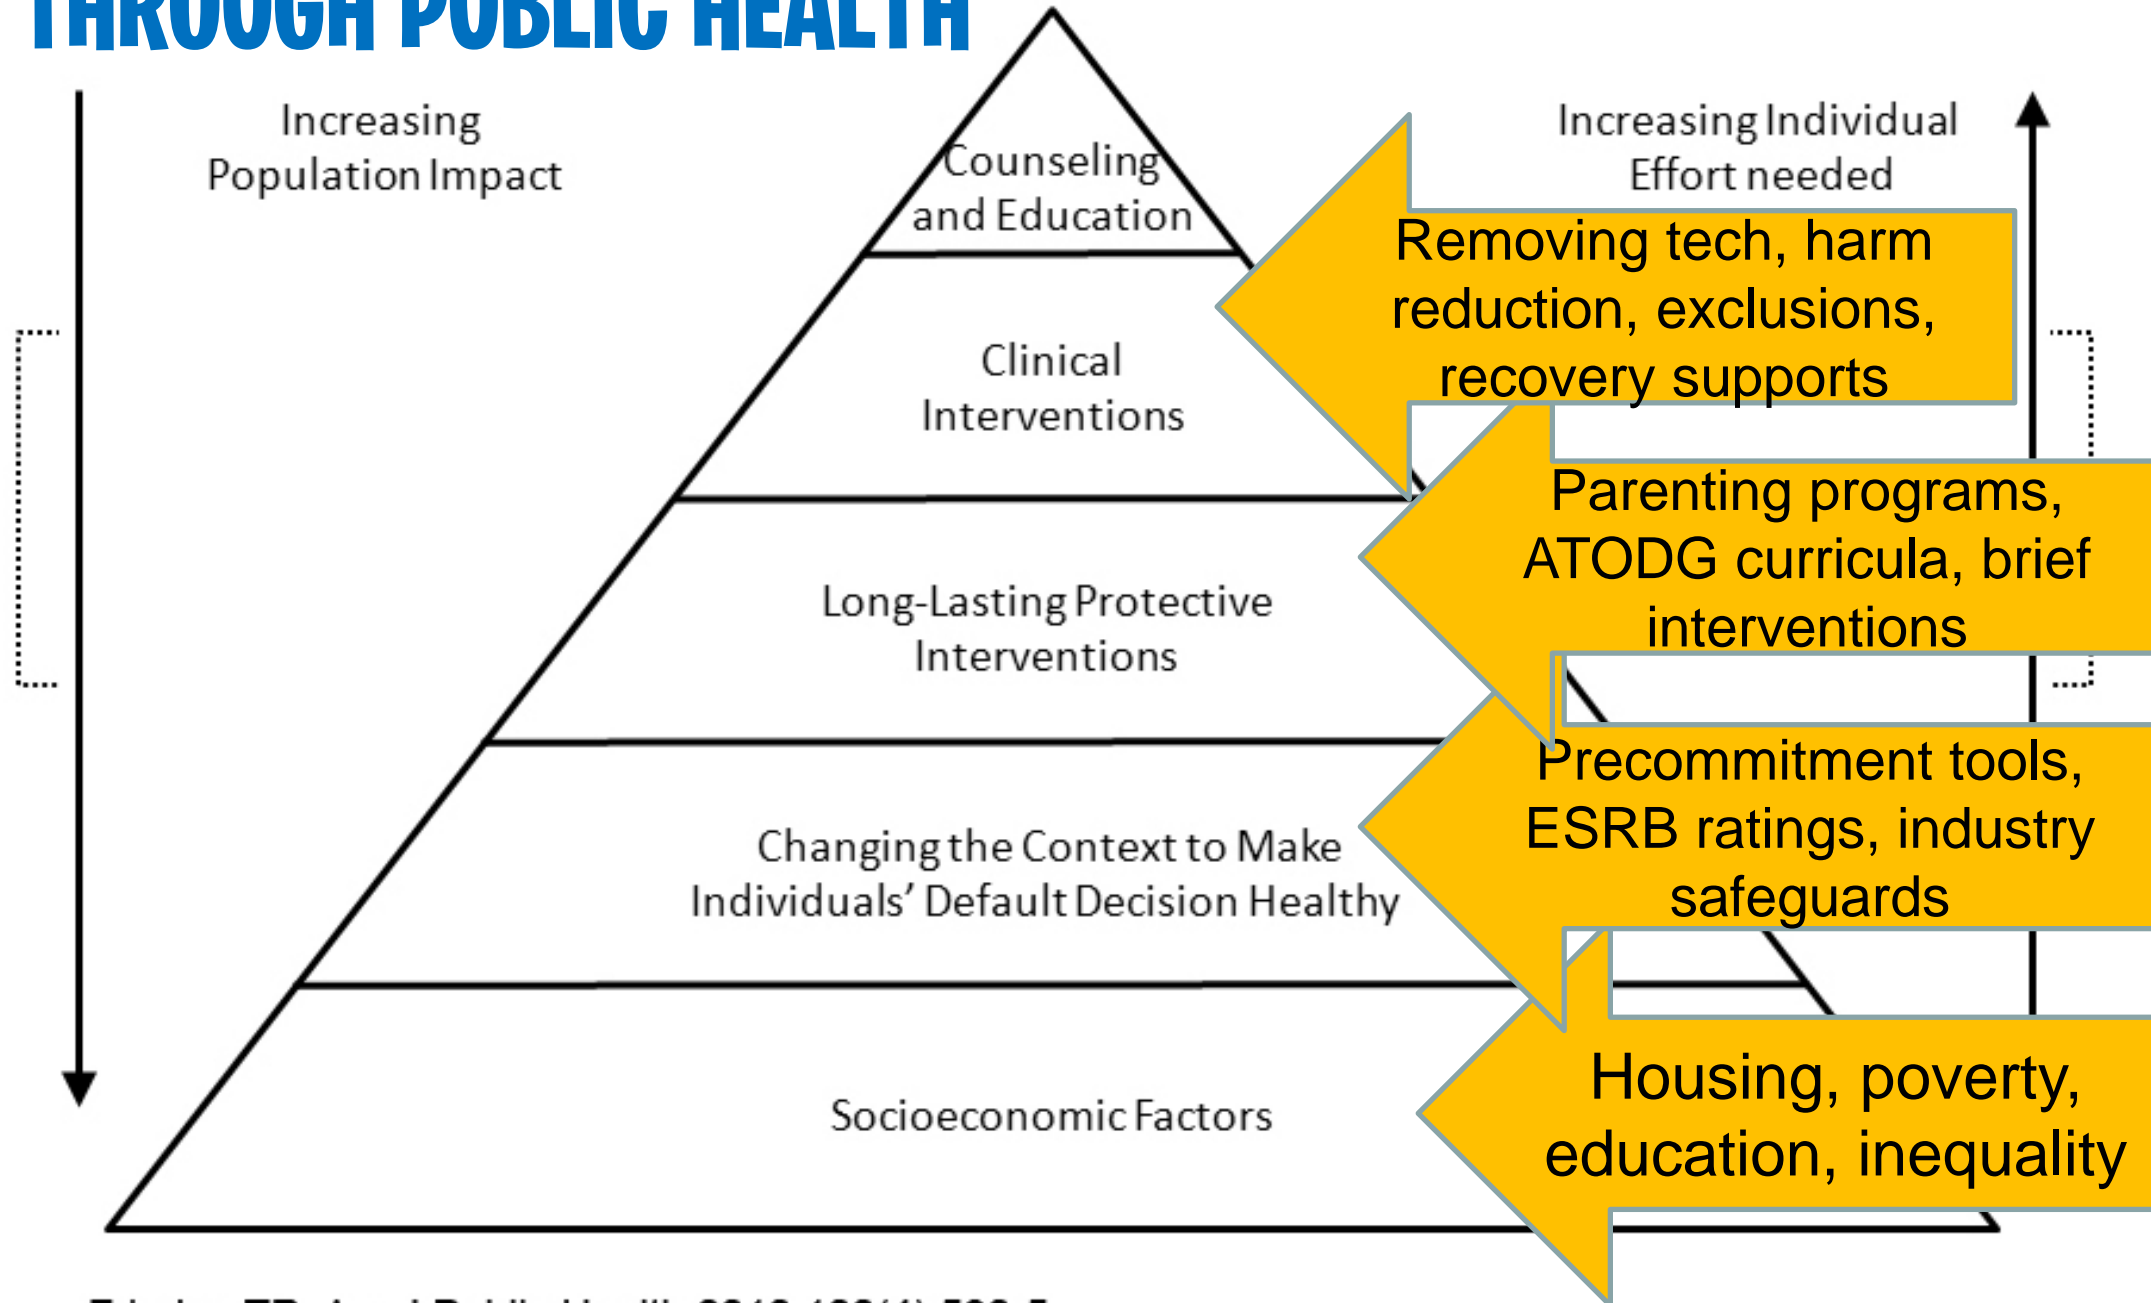 THROUGH PUBLIC HEALTH
Increasing
Population Impact
Increasing Individual
Effort needed
Counseling
and Education
Removing tech, harm
reduction, exclusions,
recovery supports
Clinical
Interventions
Parenting programs,
ATODG curricula, brief
interventions
Long-Lasting Protective
Interventions
Precommitment tools,
ESRB ratings, industry
safeguards
Changing the Context to Make
Individuals’ Default Decision Healthy
Housing, poverty,
education, inequality
Socioeconomic Factors